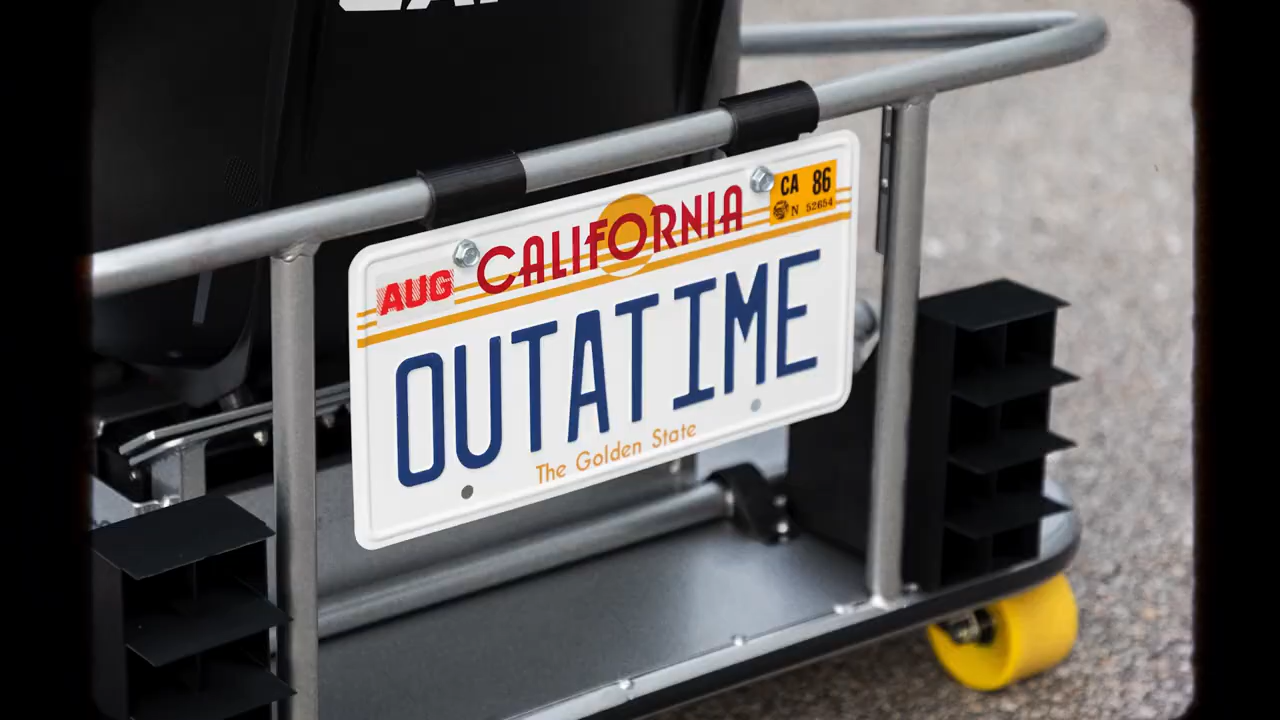 CALIFORNIA
AUG
CA 86
N 52654
OUTATIME
The Golden State